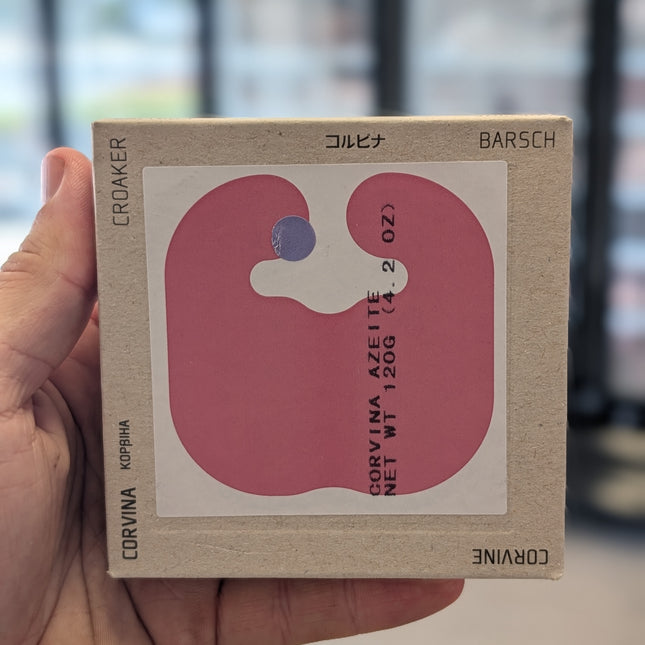 コルビナ
BARSCH
CROAKER
CORVINA AZEITE
NET WT 120G (4.2 OZ)
КОРВІНА
CORVINA
CORVINE